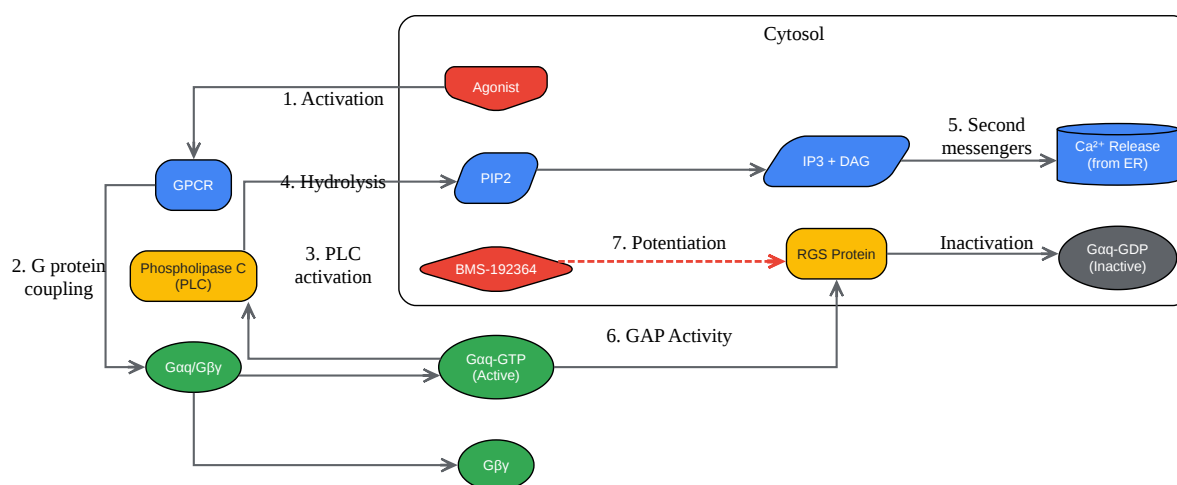 Cytosol
Agonist
1. Activation
5. Second
messengers
Ca²⁺ Release
(from ER)
IP3 + DAG
GPCR
4. Hydrolysis
PIP2
7. Potentiation
Inactivation
2. G protein
coupling
Phospholipase C
(PLC)
3. PLC
activation
BMS-192364
RGS Protein
Gαq-GDP
(Inactive)
6. GAP Activity
Gαq/Gβγ
Gαq-GTP
(Active)
Gβγ